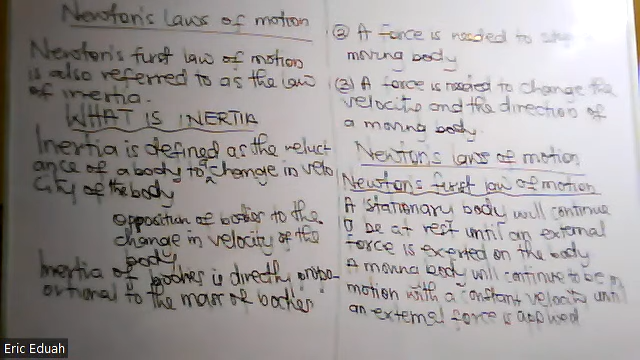 Newton's laws of motion
Newton's first law of motion
is also referred to as the law
of inertia.
WHAT IS INERTIA
Inertia is defined as the reluct
ance of a body to a change in velo
city of the body
opposition of bodies to the
change in velocity of the
body
Inertia of bodies is directly
ortional to the mass of bodies
② A force is needed to
moving body
③ A force is needed to change the
velocity and the direction of
a moving body.
Newton's laws of motion
Newton's first law of motion
A stationary body will continue
be at rest until an external
force is exerted on the body
A moving body will continue to be
motion with a constant velocity until
an external force is applied
Eric Eduah